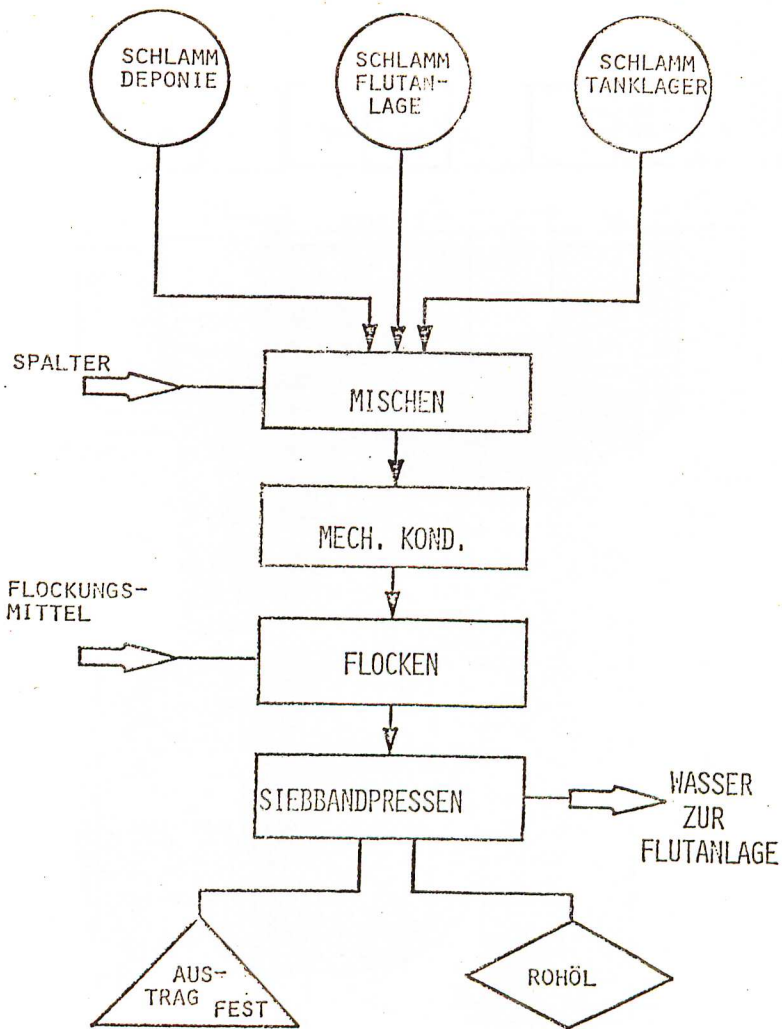 SCHLAMM
DEPONIE
SCHLAMM
FLUTAN-
LAGE
SCHLAMM
TANKLAGER
SPALTER
MISCHEN
MECH. KOND.
FLOCKUNGS-
MITTEL
FLOCKEN
SIEBBANDPRESSEN
WASSER
ZUR
FLUTANLAGE
AUS-
TRAG FEST
ROHÖL